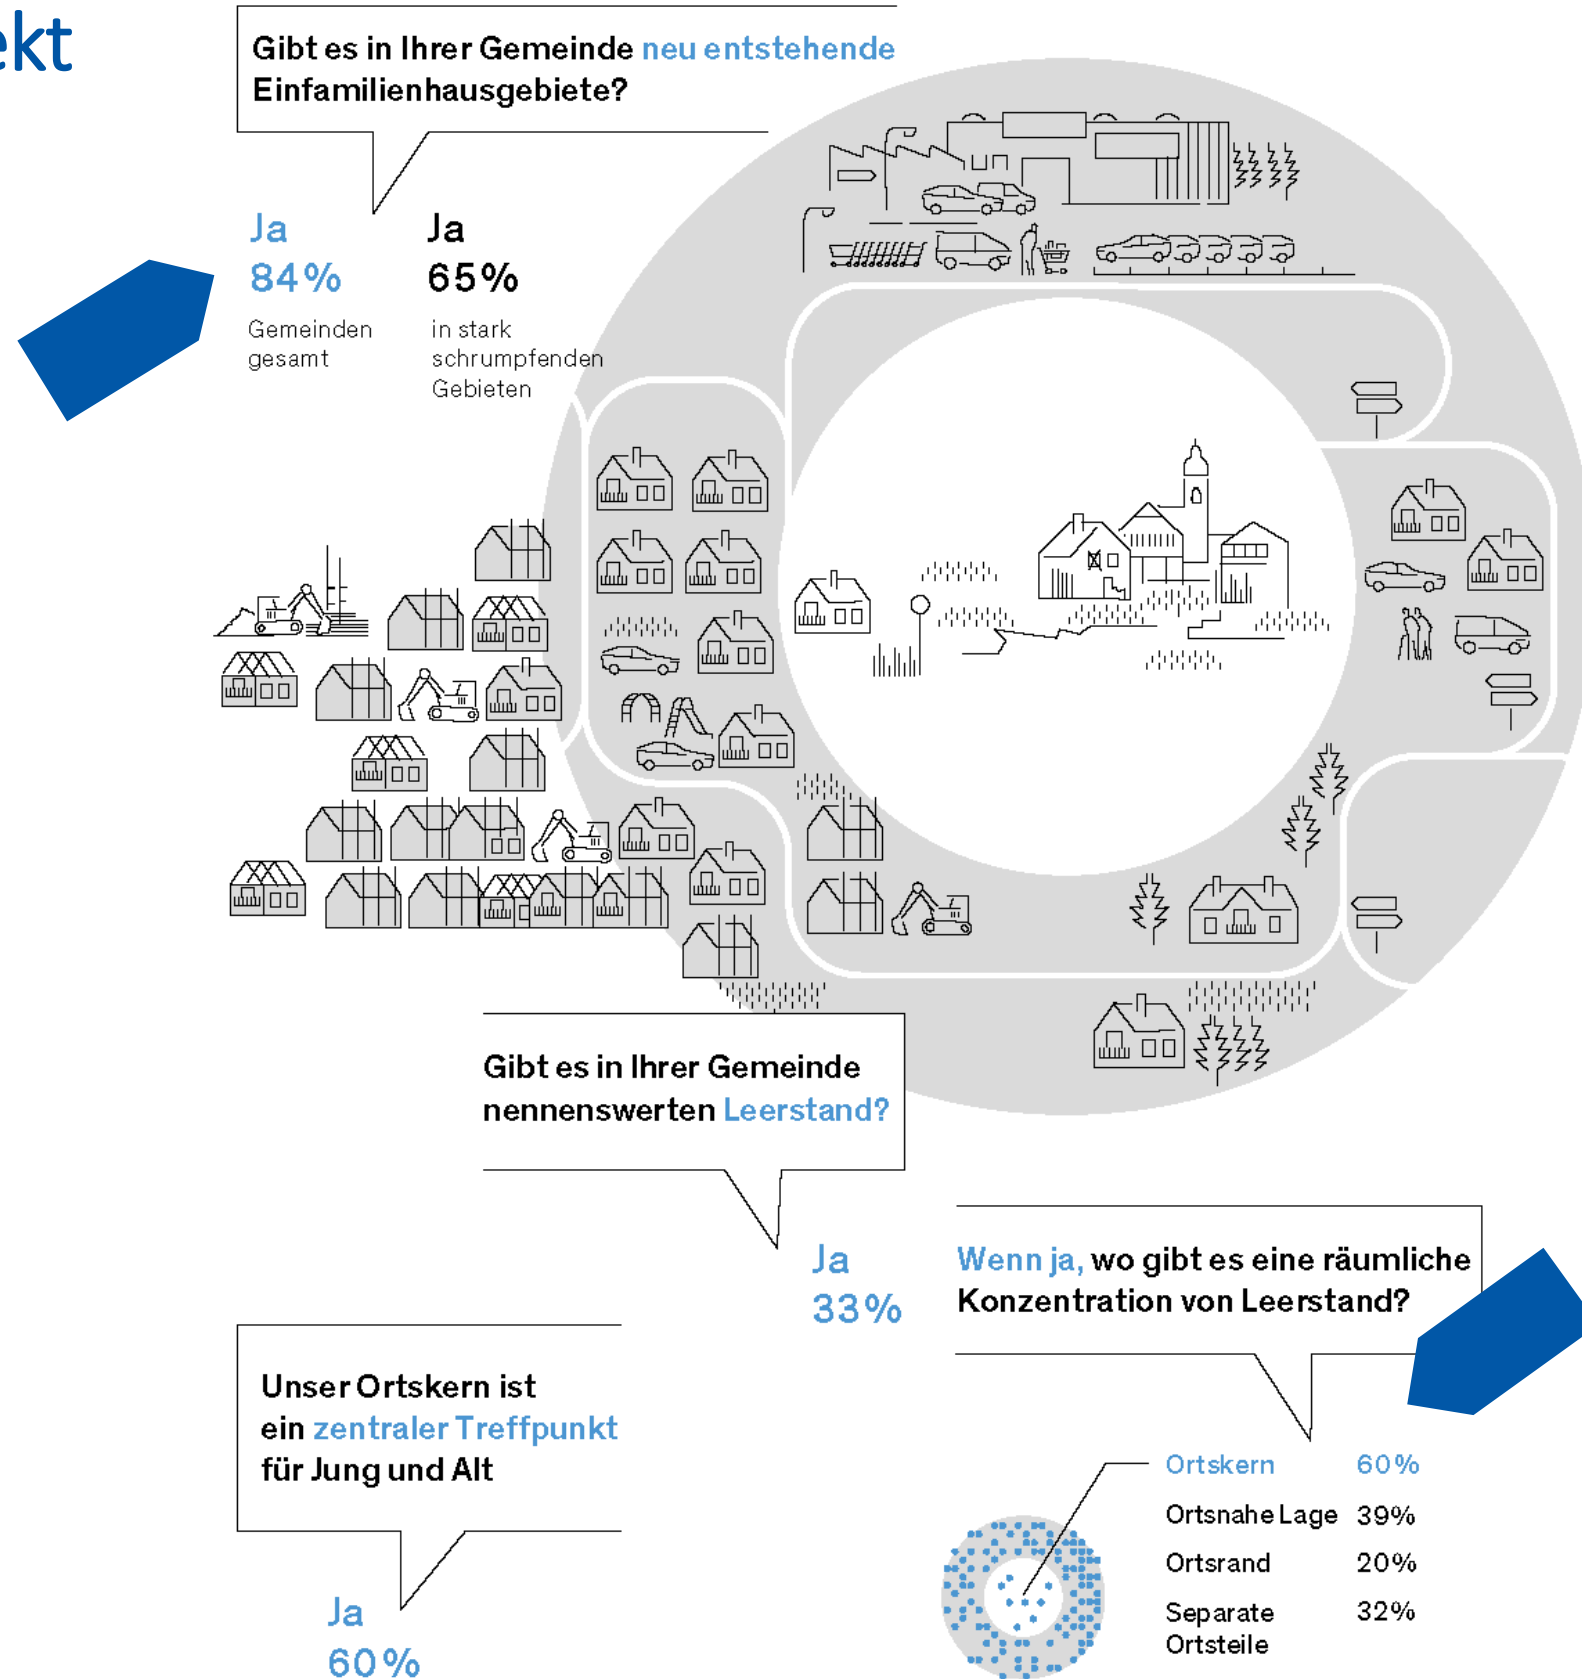 ekt
Gibt es in Ihrer Gemeinde neu entstehende
Einfamilienhausgebiete?
Ja
84%
Gemeinden
gesamt
Ja
65%
in stark
schrumpfenden
Gebieten
Gibt es in Ihrer Gemeinde
nennenswerten Leerstand?
Ja
33%
Wenn ja, wo gibt es eine räumliche
Konzentration von Leerstand?
Ortskern 60%
Ortsnahe Lage 39%
Ortsrand 20%
Separate 32%
Ortsteile
Unser Ortskern ist
ein zentraler Treffpunkt
für Jung und Alt
Ja
60%